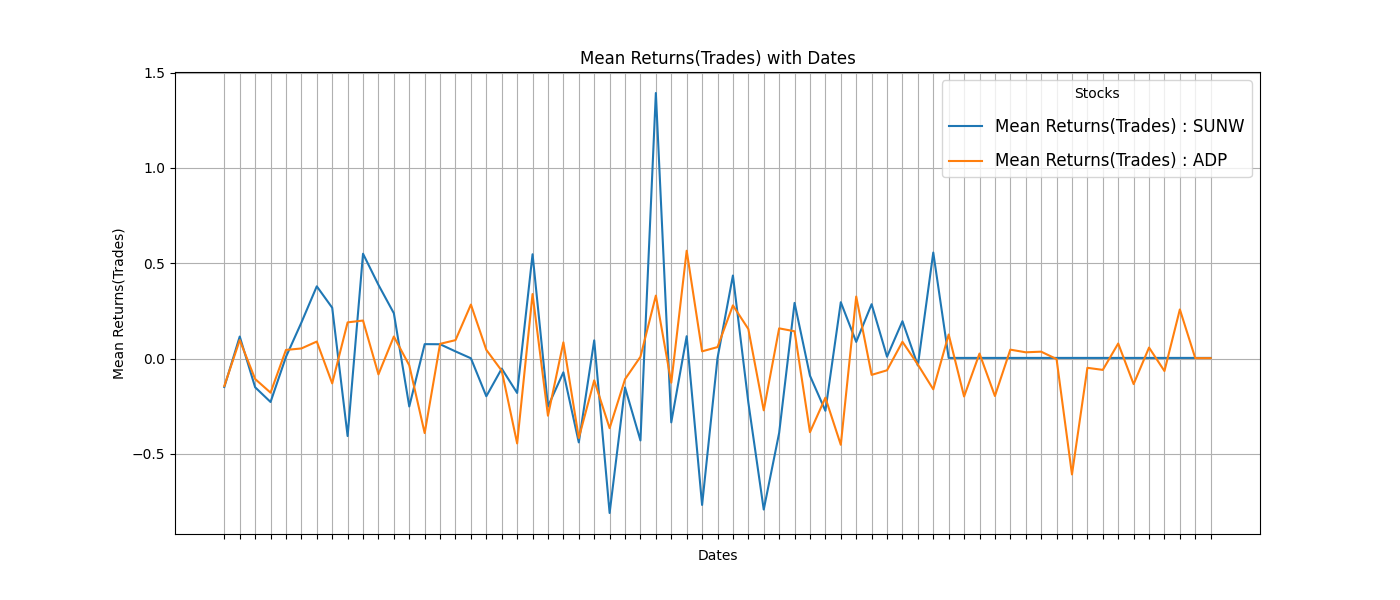 Mean Returns(Trades) with Dates
1.5
1.0
0.5
0.0
−0.5
Mean Returns(Trades)
Stocks
Mean Returns(Trades) : SUNW
Mean Returns(Trades) : ADP
Dates